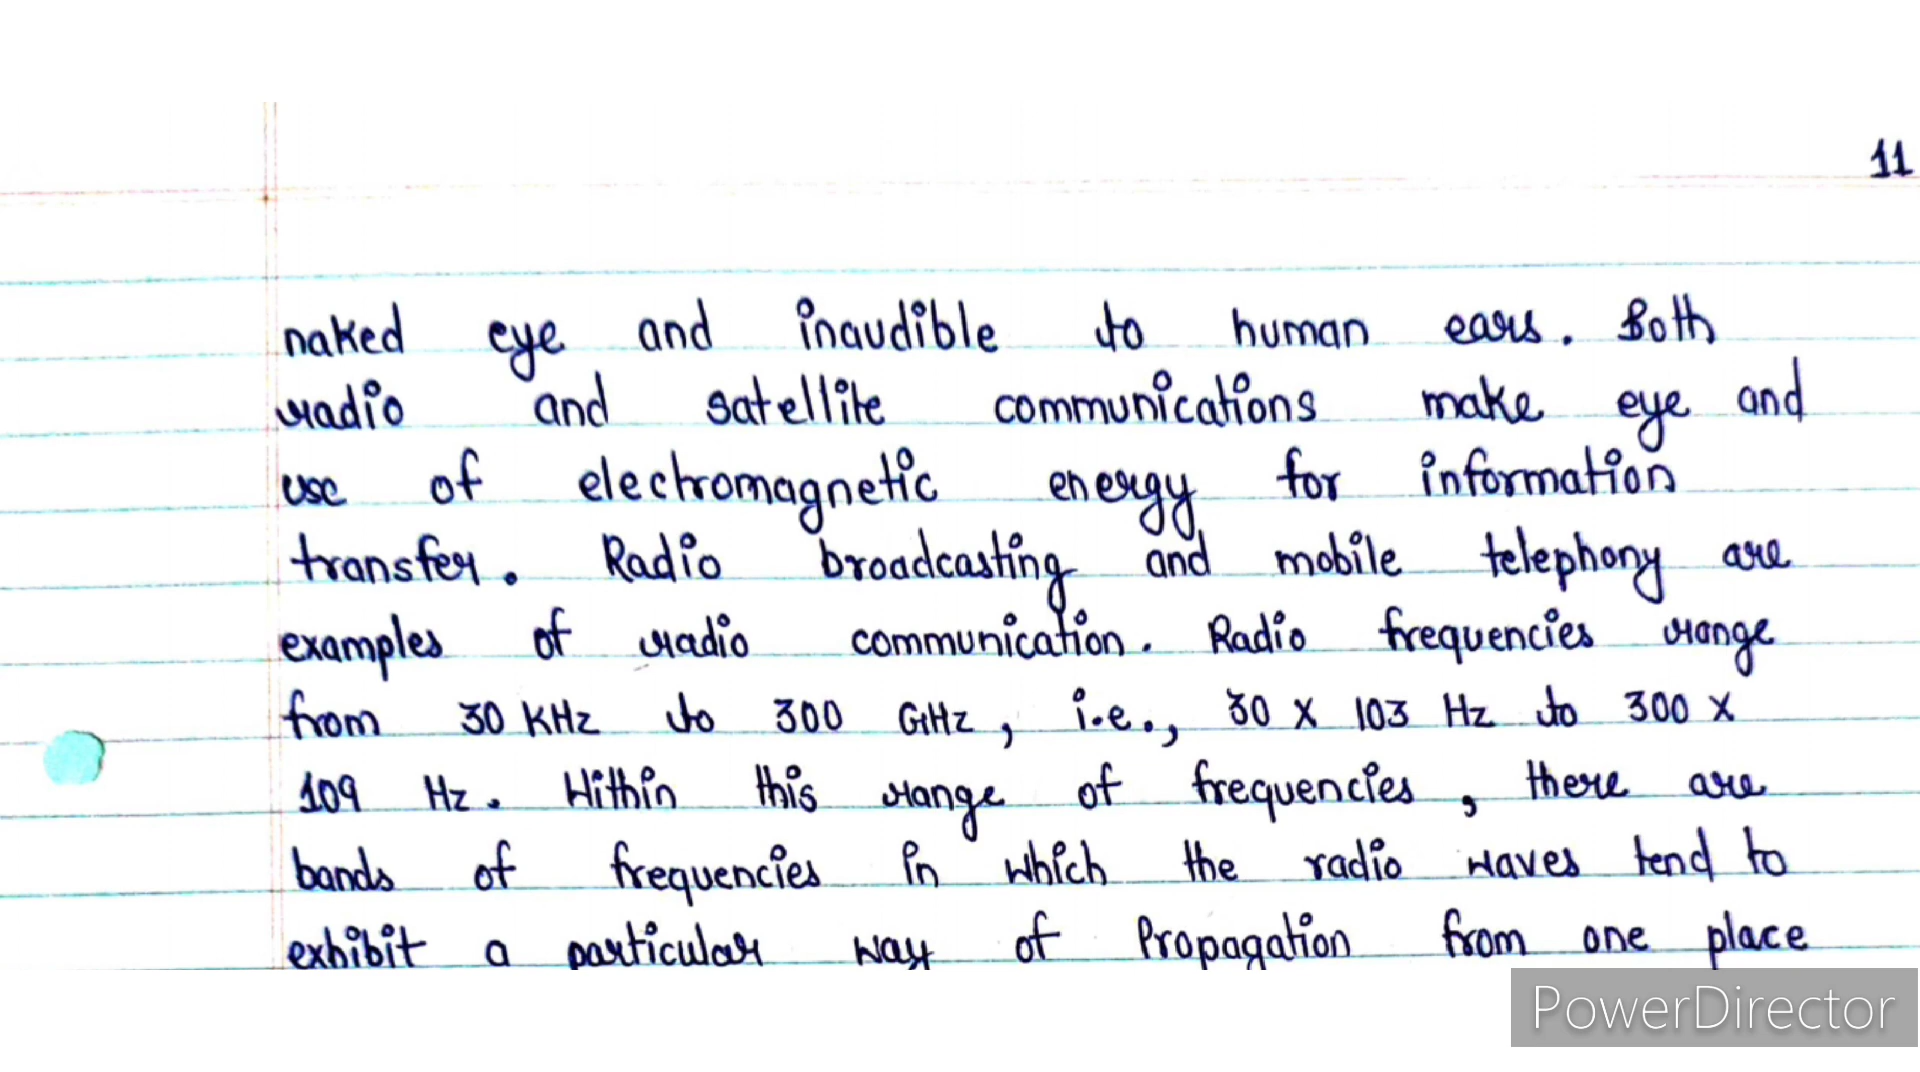 11
naked eye and inaudible to human ears. Both
radio and satellite communications make eye and
use of electromagnetic energy for information
transfer. Radio broadcasting and mobile telephony are
examples of radio communication. Radio frequencies range
from 30 KHz to 300 GHz, i.e., 30 X 103 Hz to 300 X
109 Hz. Within this range of frequencies, there are
bands of frequencies in which the radio waves tend to
exhibit a particular way of Propagation from one place
PowerDirector